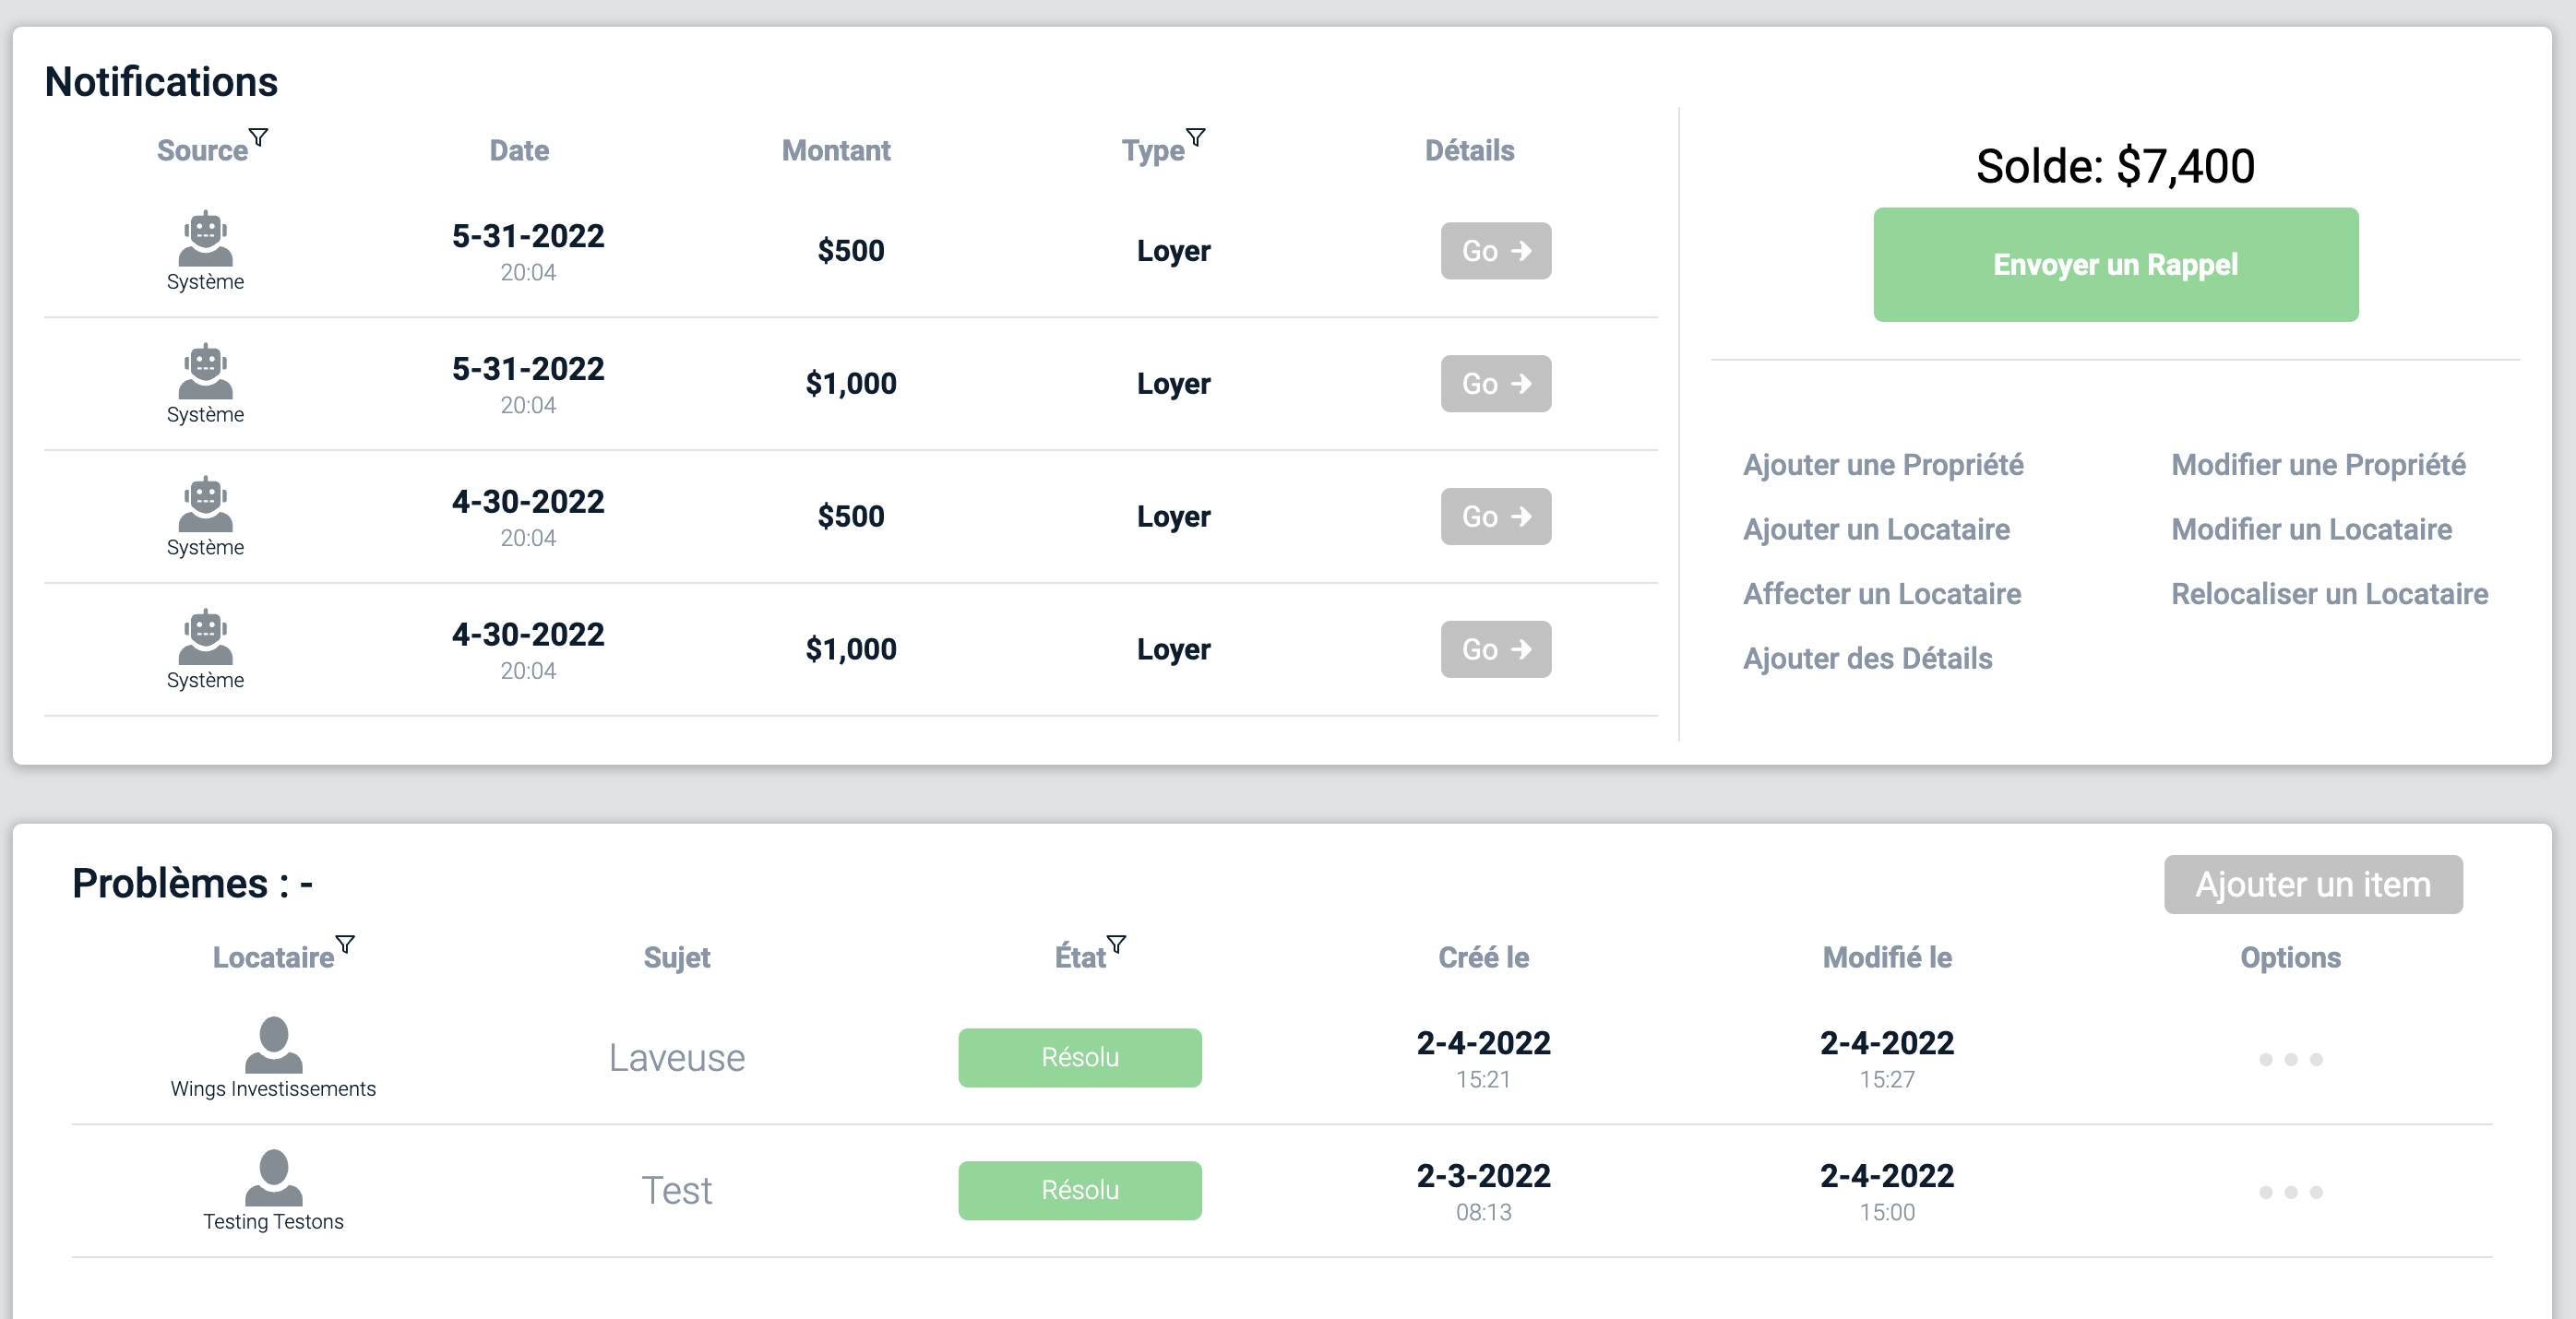 Notifications
Source Date Montant Type Détails
5-31-2022 $500 Loyer Go
20:04
Système
5-31-2022 $1,000 Loyer Go
20:04
Système
4-30-2022 $500 Loyer Go
20:04
Système
4-30-2022 $1,000 Loyer Go
20:04
Système
Solde: $7,400
Envoyer un Rappel
Ajouter une Propriété Modifier une Propriété
Ajouter un Locataire Modifier un Locataire
Affecter un Locataire Relocaliser un Locataire
Ajouter des Détails
Problèmes : -
Ajouter un item
Locataire Sujet État Créé le Modifié le Options
Laveuse Résolu 2-4-2022 2-4-2022
15:21 15:27
Wings Investissements
Test Résolu 2-3-2022 2-4-2022
08:13 15:00
Testing Testons